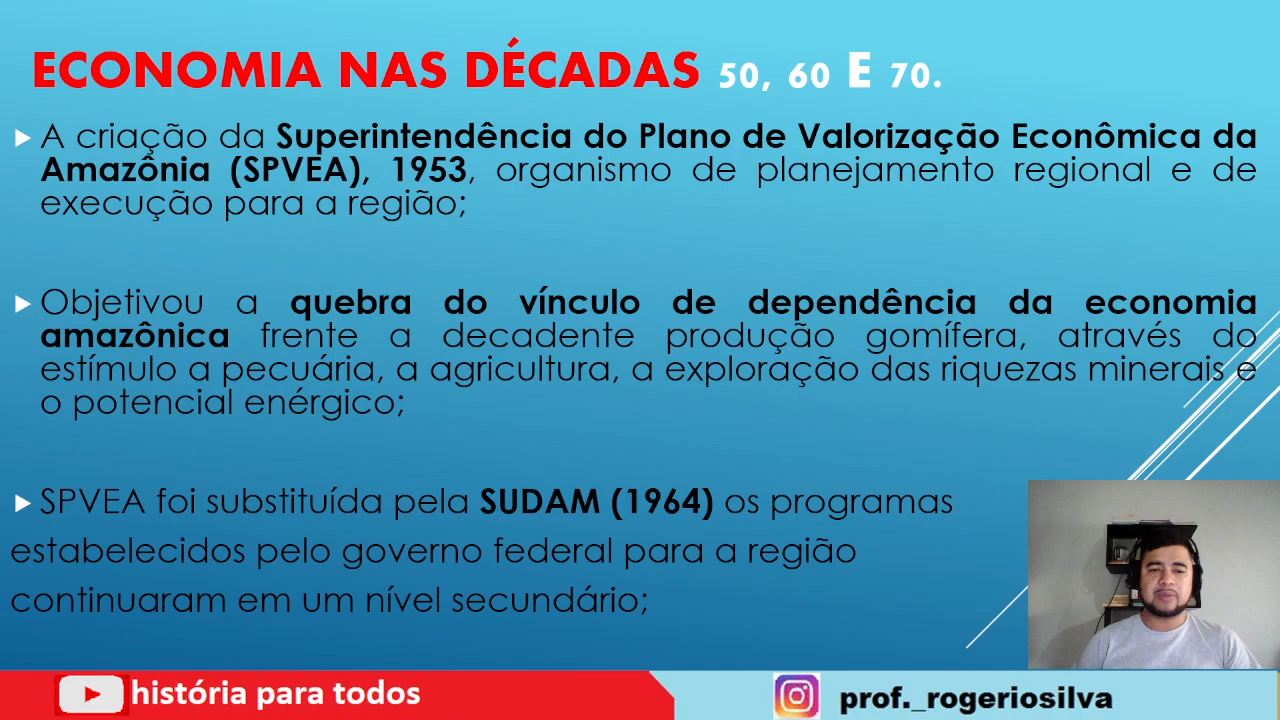 ECONOMIA NAS DÉCADAS 50, 60 E 70.
A criação da Superintendência do Plano de Valorização Econômica da
Amazônia (SPVEA), 1953, organismo de planejamento regional e de
execução para a região;
Objetivou a quebra do vínculo de dependência da economia
amazônica frente a decadente produção gomífera, através do
estímulo a pecuária, a agricultura, a exploração das riquezas minerais e
o potencial enérgico;
SPVEA foi substituída pela SUDAM (1964) os programas
estabelecidos pelo governo federal para a região
continuaram em um nível secundário;
história para todos
prof._rogeriosilva